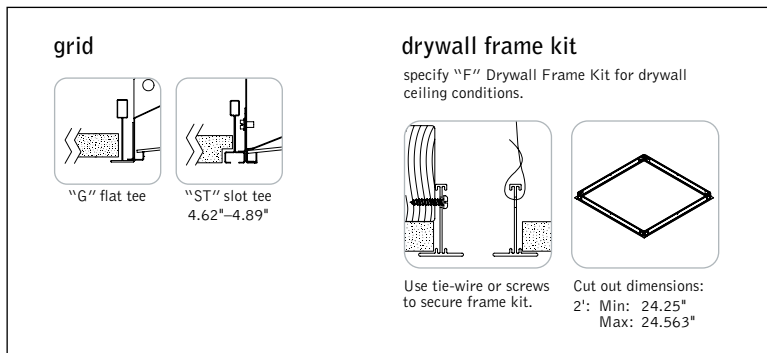 grid
"G" flat tee
"ST" slot tee
4.62"–4.89"
drywall frame kit
specify "F" Drywall Frame Kit for drywall
ceiling conditions.
Use tie-wire or screws
to secure frame kit.
Cut out dimensions:
2': Min: 24.25"
Max: 24.563"